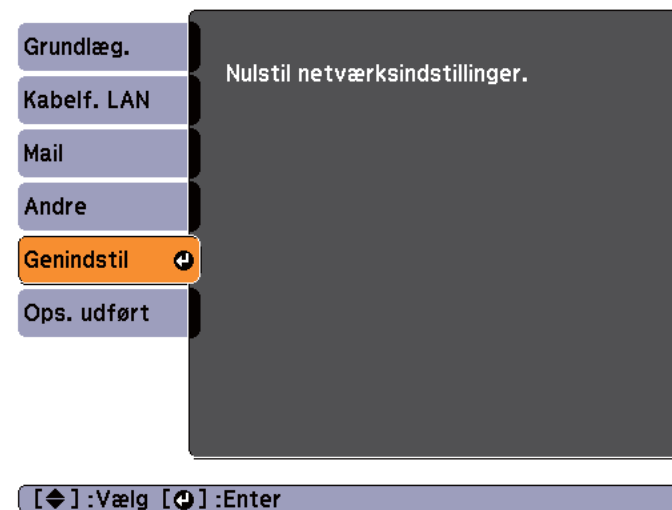 Grundlæg.
Nulstil netværksindstillinger.
Kabelf. LAN
Mail
Andre
Genindstil
Ops. udført
[ ] :Vælg [ ] :Enter